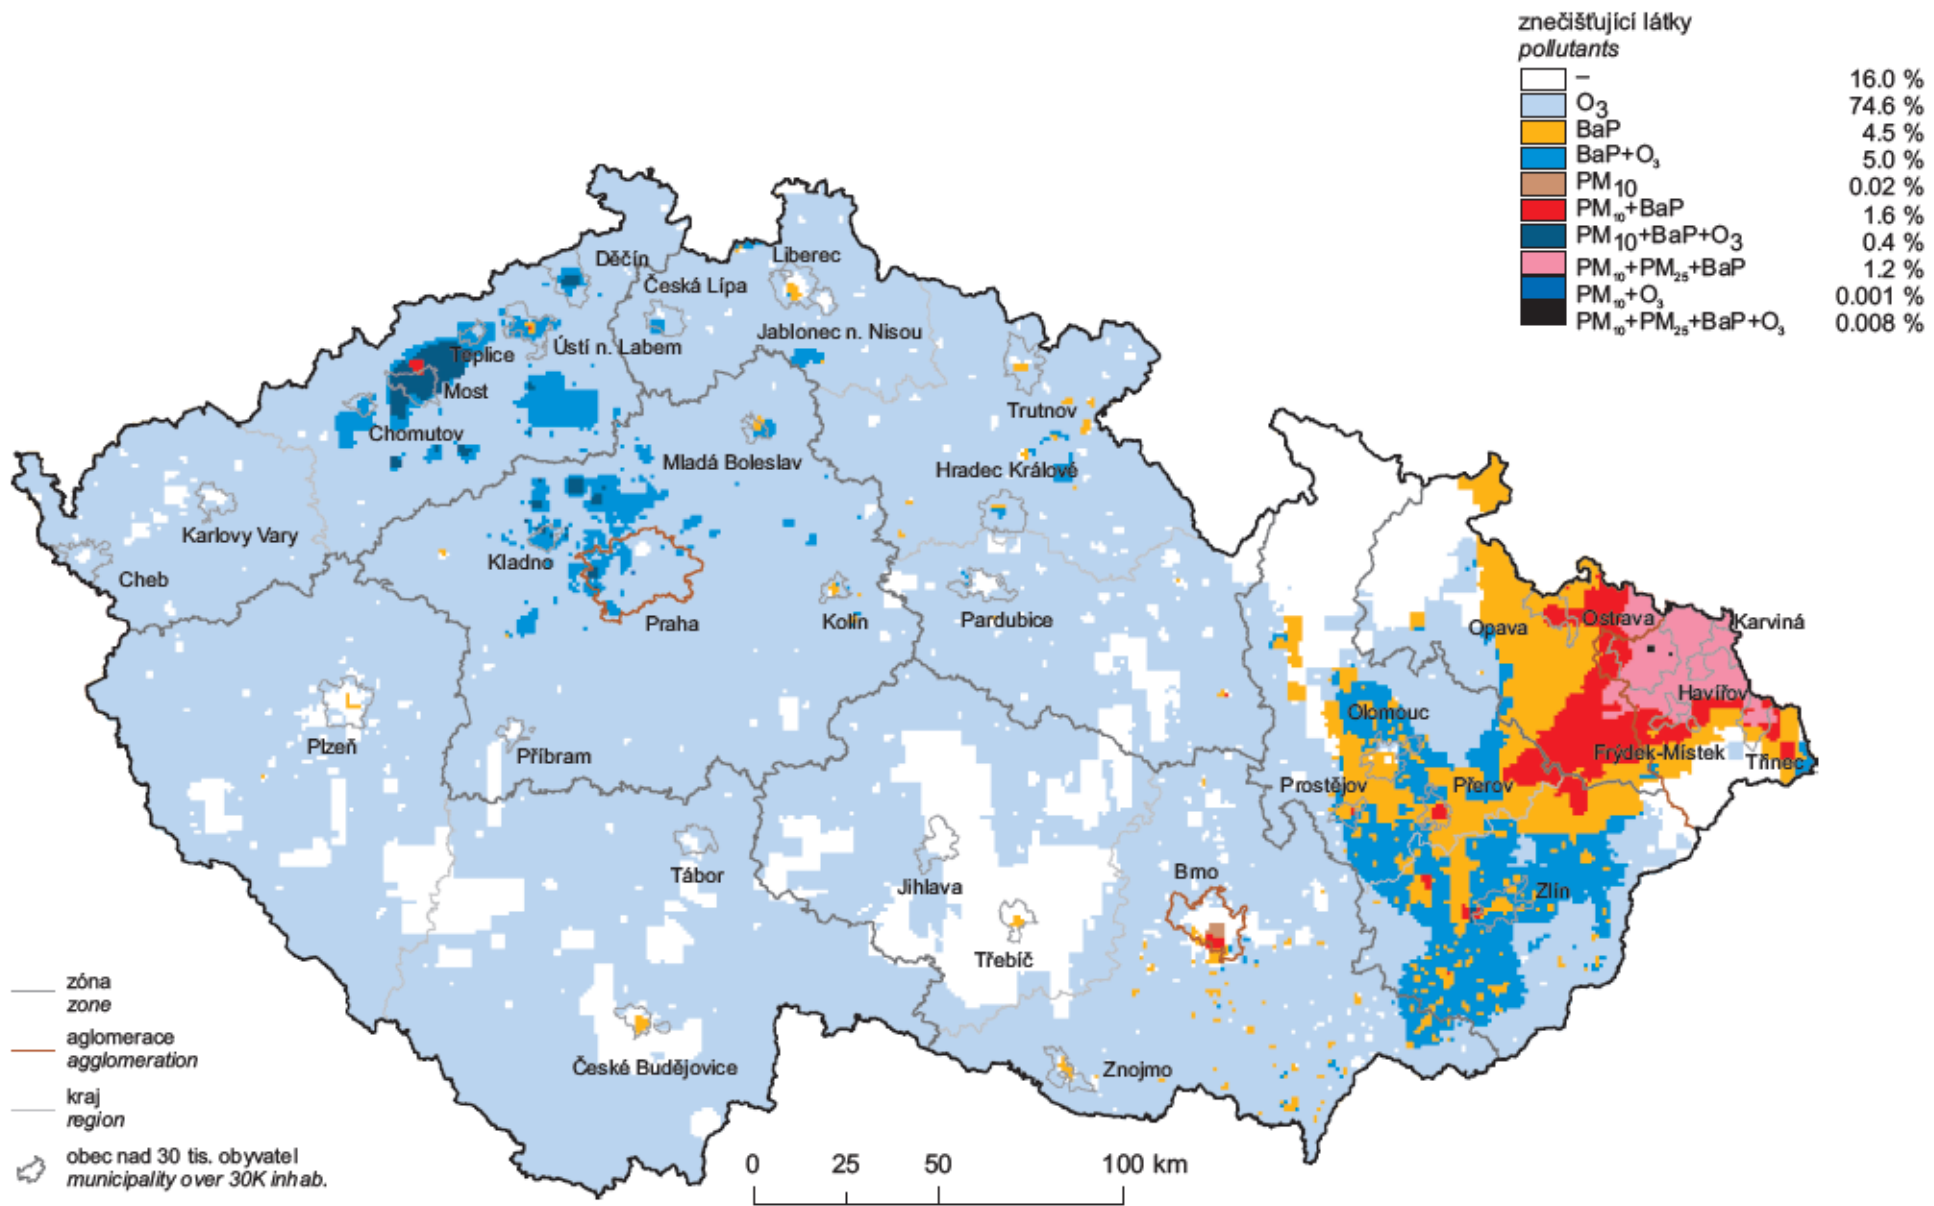 znečišťující látky
pollutants
– 16.0 %
O3 74.6 %
BaP 4.5 %
BaP+O3 5.0 %
PM10 0.02 %
PM10+BaP 1.6 %
PM10+BaP+O3 0.4 %
PM10+PM25+BaP 1.2 %
PM10+O3 0.001 %
PM10+PM25+BaP+O3 0.008 %
Děčín
Liberec
Česká Lípa
Jablonec n. Nisou
Ústí n. Labem
Teplice
Most
Trutnov
Chomutov
Mladá Boleslav
Hradec Králové
Karlovy Vary
Kladno
Cheb
Praha
Kolín
Pardubice
Opava
Ostrava
Karviná
Havířov
Olomouc
Plzeň
Příbram
Frýdek-Místek
Třinec
Prostějov
Přerov
Tábor
Jihlava
Brno
Zlín
Třebíč
České Budějovice
Znojmo
zóna
zone
aglomerace
agglomeration
kraj
region
obec nad 30 tis. obyvatel
municipality over 30K inhab.
0 25 50 100 km